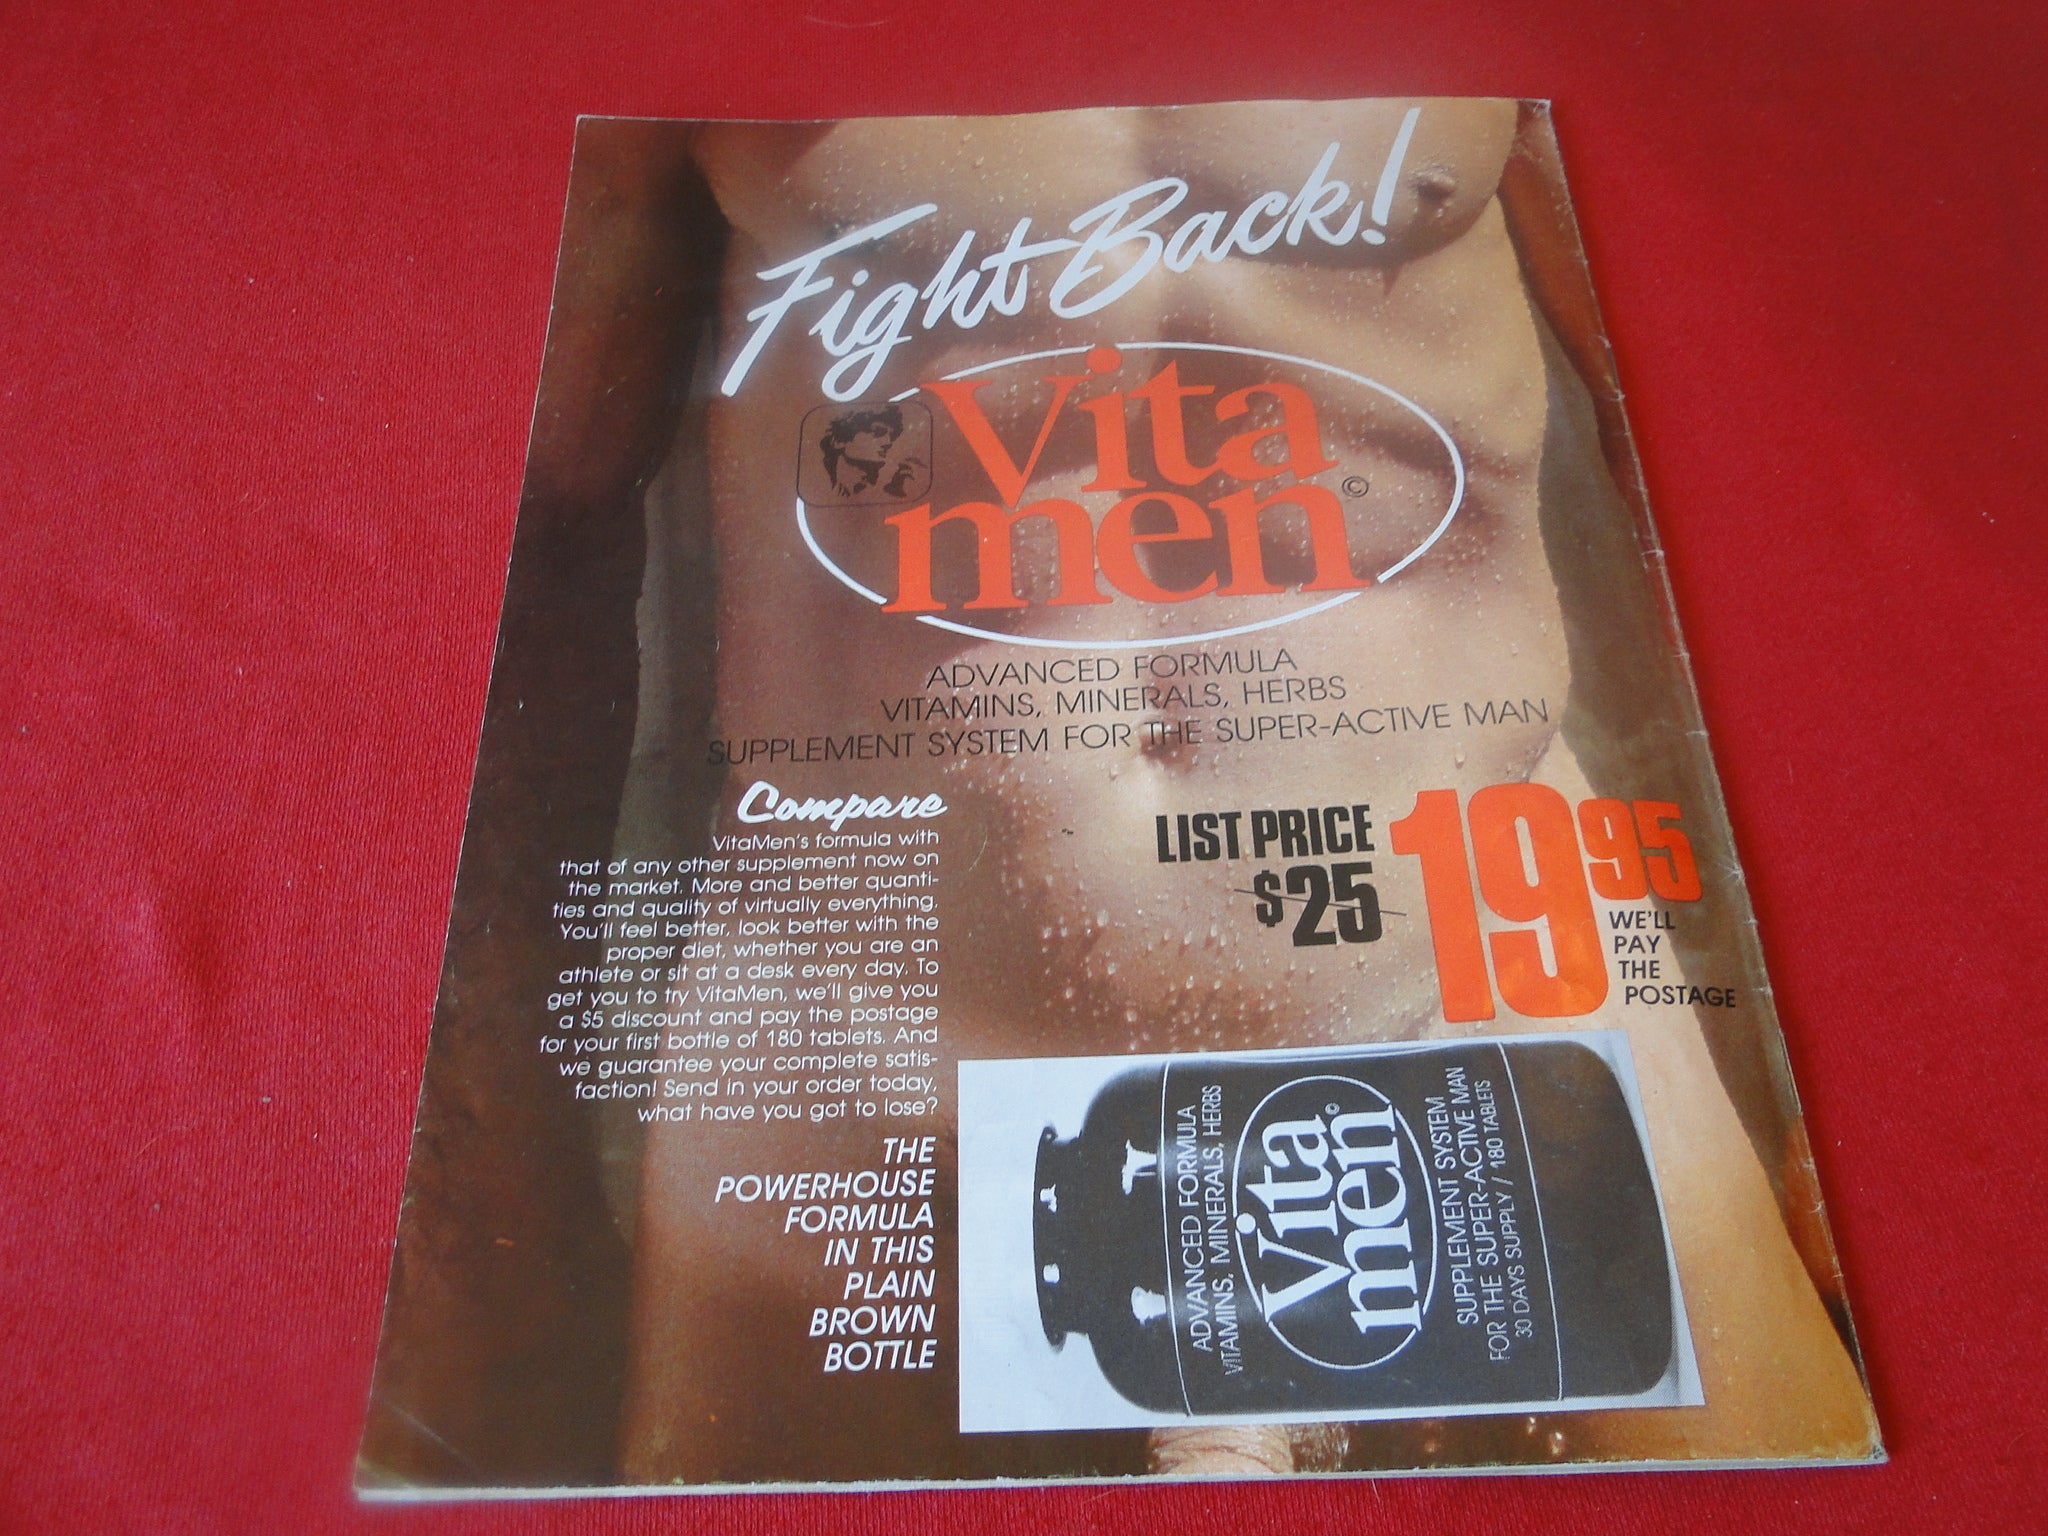 Fight Back!
Vita
men ©
ADVANCED FORMULA
VITAMINS, MINERALS, HERBS
SUPPLEMENT SYSTEM FOR THE SUPER-ACTIVE MAN
Compare
VitaMen's formula with
that of any other supplement now on
the market. More and better quanti-
ties and quality of virtually everything.
You'll feel better, look better with the
proper diet, whether you are an
athlete or sit at a desk every day. To
get you to try VitaMen, we'll give you
a $5 discount and pay the postage
for your first bottle of 180 tablets. And
we guarantee your complete satis-
faction! Send in your order today,
what have you got to lose?
THE
POWERHOUSE
FORMULA
IN THIS
PLAIN
BROWN
BOTTLE
LIST PRICE
$25
19 95
WE'LL
PAY
THE
POSTAGE
ADVANCED FORMULA
VITAMINS, MINERALS, HERBS
Vita
men ©
SUPPLEMENT SYSTEM
FOR THE SUPER-ACTIVE MAN
30 DAYS SUPPLY / 180 TABLETS